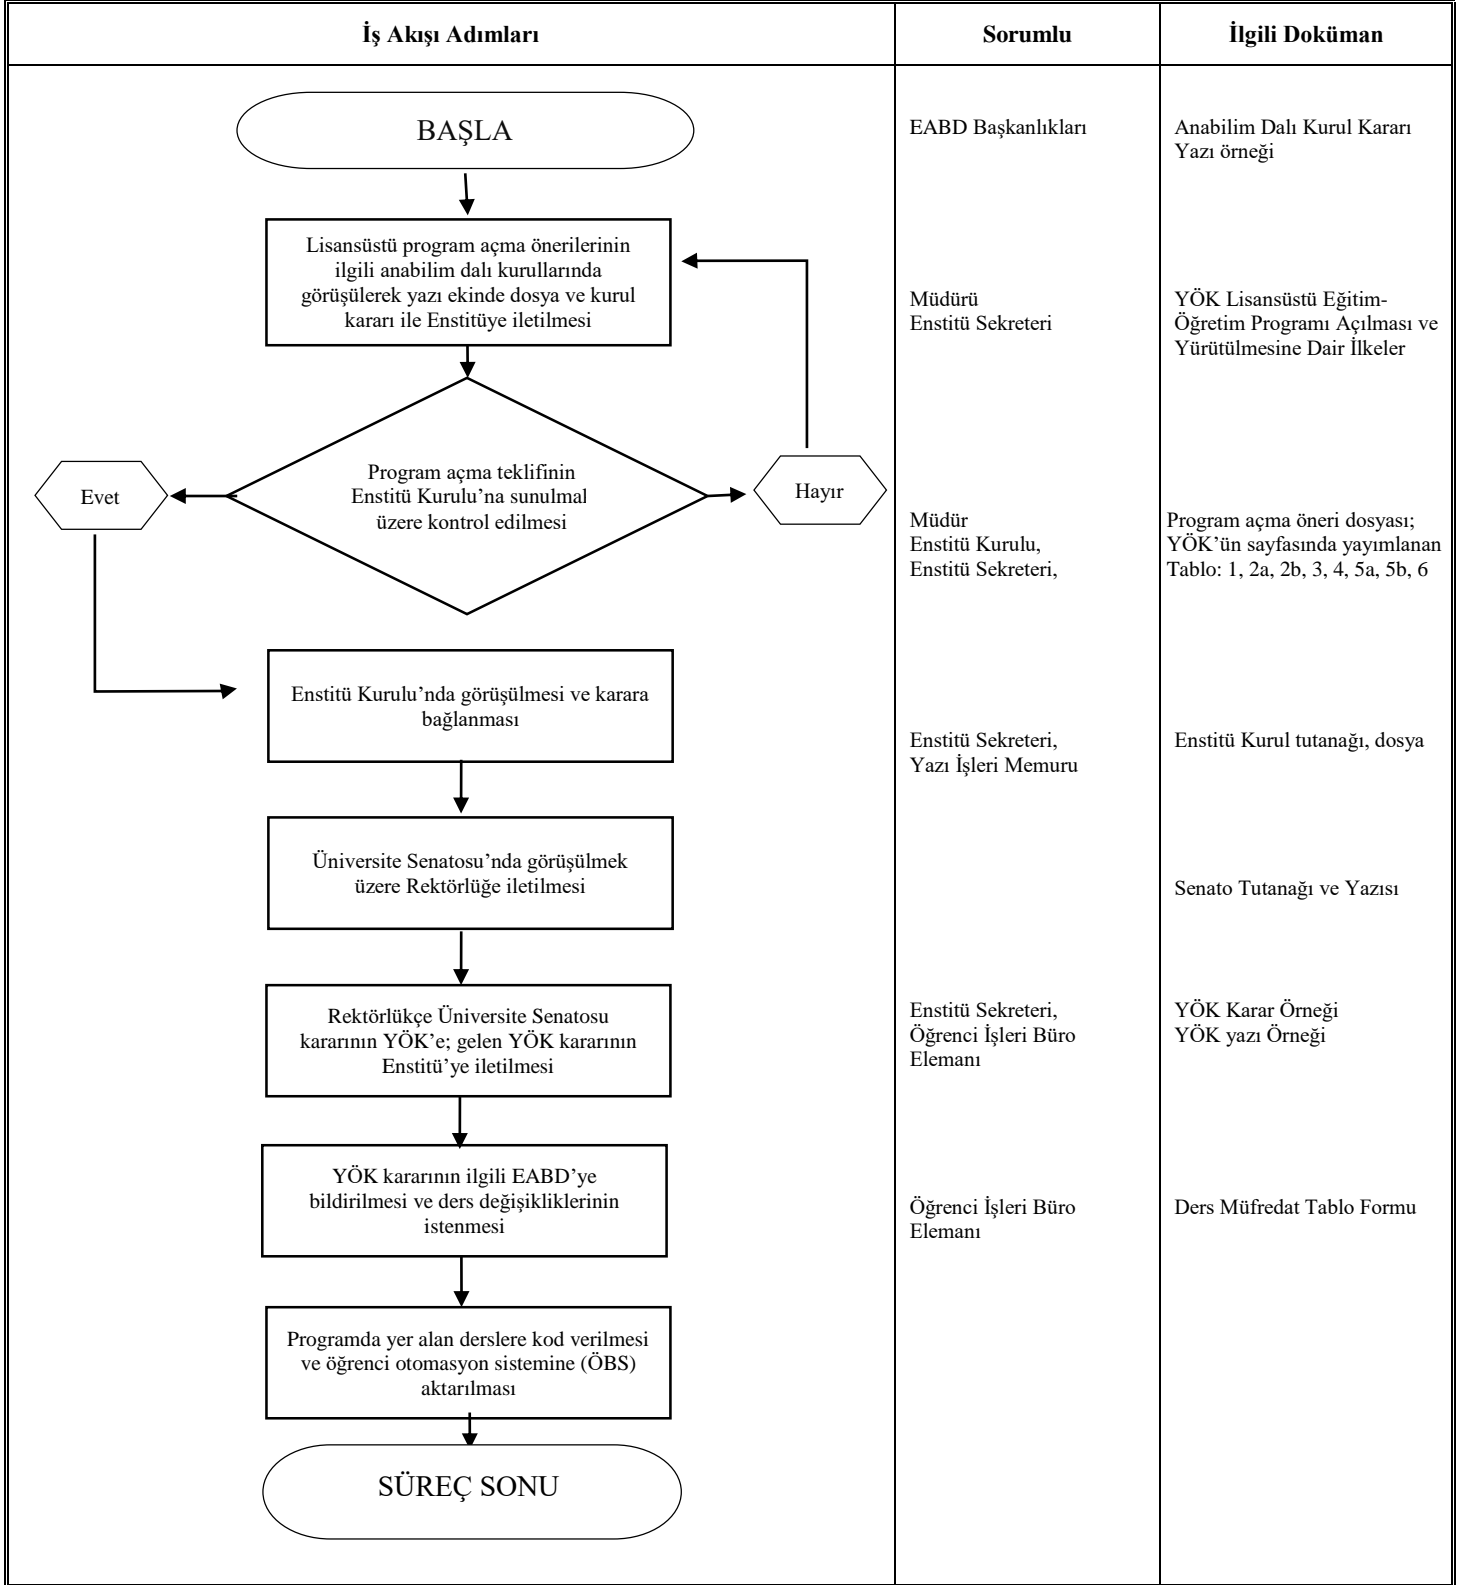 İş Akışı Adımları
Sorumlu
İlgili Doküman
BAŞLA
EABD Başkanlıkları
Anabilim Dalı Kurul Kararı
Yazı örneği
Lisansüstü program açma önerilerinin
ilgili anabilim dalı kurullarında
görüşülerek yazı ekinde dosya ve kurul
kararı ile Enstitüye iletilmesi
Müdürü
Enstitü Sekreteri
YÖK Lisansüstü Eğitim-
Öğretim Programı Açılması ve
Yürütülmesine Dair İlkeler
Evet
Program açma teklifinin
Enstitü Kurulu’na sunulmal
üzere kontrol edilmesi
Hayır
Müdür
Enstitü Kurulu,
Enstitü Sekreteri,
Program açma öneri dosyası;
YÖK’ün sayfasında yayımlanan
Tablo: 1, 2a, 2b, 3, 4, 5a, 5b, 6
Enstitü Kurulu’nda görüşülmesi ve karara
bağlanması
Enstitü Sekreteri,
Yazı İşleri Memuru
Enstitü Kurul tutanağı, dosya
Üniversite Senatosu’nda görüşülmek
üzere Rektörlüğe iletilmesi
Senato Tutanağı ve Yazısı
Rektörlükçe Üniversite Senatosu
kararının YÖK’e; gelen YÖK kararının
Enstitü’ye iletilmesi
Enstitü Sekreteri,
Öğrenci İşleri Büro
Elemanı
YÖK Karar Örneği
YÖK yazı Örneği
YÖK kararının ilgili EABD’ye
bildirilmesi ve ders değişikliklerinin
istenmesi
Öğrenci İşleri Büro
Elemanı
Ders Müfredat Tablo Formu
Programda yer alan derslere kod verilmesi
ve öğrenci otomasyon sistemine (ÖBS)
aktarılması
SÜREÇ SONU